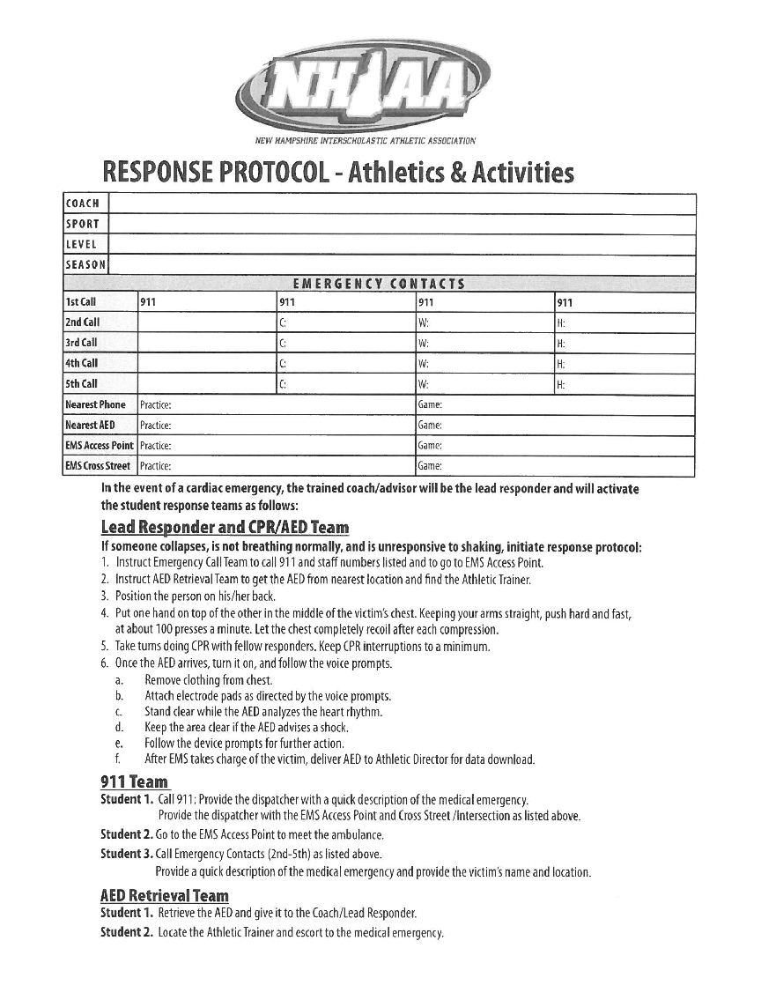 NHIAA
NEW HAMPSHIRE INTERSCHOLASTIC ATHLETIC ASSOCIATION
RESPONSE PROTOCOL - Athletics & Activities
COACH
SPORT
LEVEL
SEASON
EMERGENCY CONTACTS
1st Call 911 911 911 911
2nd Call C: W: H:
3rd Call C: W: H:
4th Call C: W: H:
5th Call C: W: H:
Nearest Phone Practice: Game:
Nearest AED Practice: Game:
EMS Access Point Practice: Game:
EMS Cross Street Practice: Game:
In the event of a cardiac emergency, the trained coach/advisor will be the lead responder and will activate
the student response teams as follows:
Lead Responder and CPR/AED Team
If someone collapses, is not breathing normally, and is unresponsive to shaking, initiate response protocol:
1. Instruct Emergency Call Team to call 911 and staff numbers listed and to go to EMS Access Point.
2. Instruct AED Retrieval Team to get the AED from nearest location and find the Athletic Trainer.
3. Position the person on his/her back.
4. Put one hand on top of the other in the middle of the victim's chest. Keeping your arms straight, push hard and fast,
at about 100 presses a minute. Let the chest completely recoil after each compression.
5. Take turns doing CPR with fellow responders. Keep CPR interruptions to a minimum.
6. Once the AED arrives, turn it on, and follow the voice prompts.
a. Remove clothing from chest.
b. Attach electrode pads as directed by the voice prompts.
c. Stand clear while the AED analyzes the heart rhythm.
d. Keep the area clear if the AED advises a shock.
e. Follow the device prompts for further action.
f. After EMS takes charge of the victim, deliver AED to Athletic Director for data download.
911 Team
Student 1. Call 911: Provide the dispatcher with a quick description of the medical emergency.
Provide the dispatcher with the EMS Access Point and Cross Street /Intersection as listed above.
Student 2. Go to the EMS Access Point to meet the ambulance.
Student 3. Call Emergency Contacts (2nd-5th) as listed above.
Provide a quick description of the medical emergency and provide the victim's name and location.
AED Retrieval Team
Student 1. Retrieve the AED and give it to the Coach/Lead Responder.
Student 2. Locate the Athletic Trainer and escort to the medical emergency.